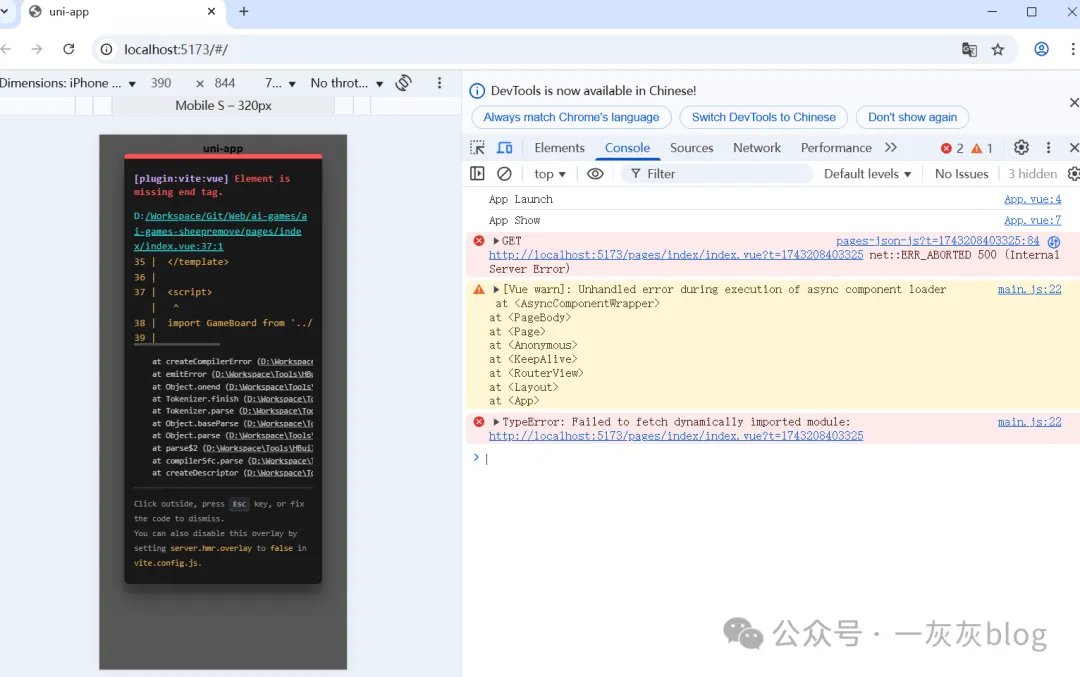 uni-app
localhost:5173/#/
Dimensions: iPhone ... 390 × 844 7... No throt...
Mobile S – 320px
uni-app
[plugin:vite:vue] Element is
missing end tag.
D:/Workspace/Git/Web/ai-games/a
i-games-sheepremove/pages/inde
x/index.vue:37:1
35 | </template>
36 |
37 | <script>
| ^
38 | import GameBoard from '../
39 |
at createCompilerError (D:\Workspace
at emitError (D:\Workspace\Tools\HB
at Object.onend (D:\Workspace\Tools\
at Tokenizer.finish (D:\Workspace\To
at Tokenizer.parse (D:\Workspace\Too
at Object.baseParse (D:\Workspace\To
at Object.parse (D:\Workspace\Tools\
at parse$2 (D:\Workspace\Tools\HBui
at compilerSfc.parse (D:\Workspace\T
at createDescriptor (D:\Workspace\To
Click outside, press Esc key, or fix
the code to dismiss.
You can also disable this overlay by
setting server.hmr.overlay to false in
vite.config.js.
DevTools is now available in Chinese!
Always match Chrome's language Switch DevTools to Chinese Don't show again
Elements Console Sources Network Performance 2 1
top Filter Default levels No Issues 3 hidden
App Launch App.vue:4
App Show App.vue:7
GET pages-json-js?t=1743208403325:84
http://localhost:5173/pages/index/index.vue?t=1743208403325 net::ERR_ABORTED 500 (Internal
Server Error)
[Vue warn]: Unhandled error during execution of async component loader main.js:22
at <AsyncComponentWrapper>
at <PageBody>
at <Page>
at <Anonymous>
at <KeepAlive>
at <RouterView>
at <Layout>
at <App>
TypeError: Failed to fetch dynamically imported module: main.js:22
http://localhost:5173/pages/index/index.vue?t=1743208403325
公众号 · 一灰灰blog